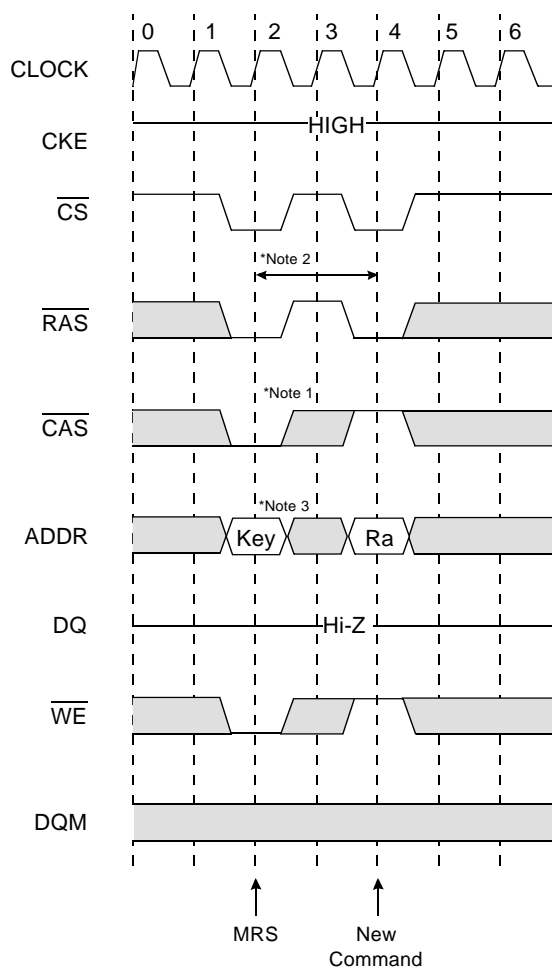 0 1 2 3 4 5 6
CLOCK
HIGH
CKE
CS
*Note 2
RAS
*Note 1
CAS
*Note 3
ADDR Key Ra
DQ Hi-Z
WE
DQM
MRS New
Command